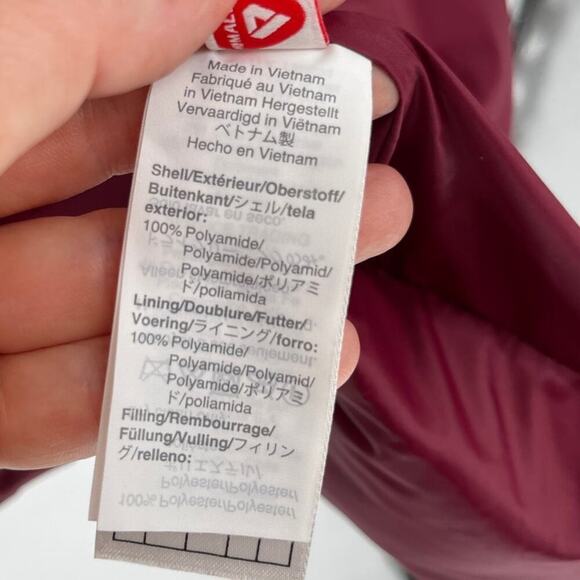 Made in Vietnam
Fabriqué au Vietnam
in Vietnam Hergestellt
Vervaardigd in Viëtnam
ベトナム製
Hecho en Vietnam
Shell/Extérieur/Oberstoff/
Buitenkant/シェル/tela
exterior:
100% Polyamide/
Polyamide/Polyamid/
Polyamide/ポリアミ
ド/poliamida
Lining/Doublure/Futter/
Voering/ライニング/forro:
100% Polyamide/
Polyamide/Polyamid/
Polyamide/ポリアミ
ド/poliamida
Filling/Rembourrage/
Füllung/Vulling/フィリン
グ/relleno:
100% Polyester/Polyester/